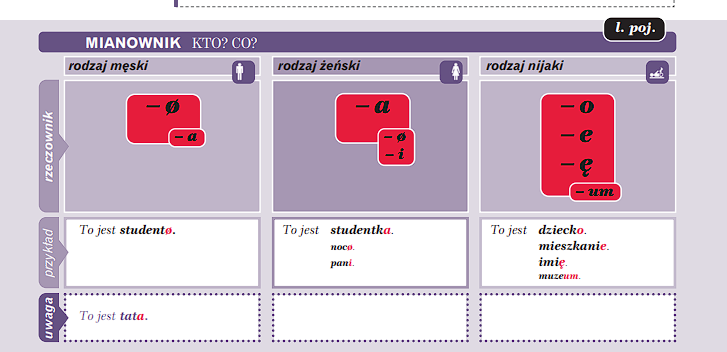 l. poj.
MIANOWNIK KTO? CO?
rodzaj męski
rodzaj żeński
rodzaj nijaki
rzeczownik
– ø
– a
– a
– ø
– i
– o
– e
– ę
– um
przykład
To jest studentø.
To jest studentka.
nocø.
pani.
To jest dziecko.
mieszkanie.
imię.
muzeum.
uwaga
To jest tata.